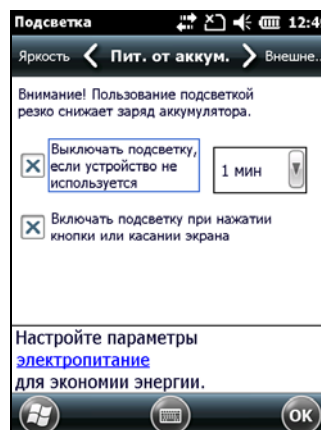 Подсветка 12:4
Яркость Пит. от аккум. Внешне..
Внимание! Пользование подсветкой
резко снижает заряд аккумулятора.
Выключать подсветку,
если устройство не
используется
1 мин
Включать подсветку при нажатии
кнопки или касании экрана
Настройте параметры
электропитание
для экономии энергии.
ОК